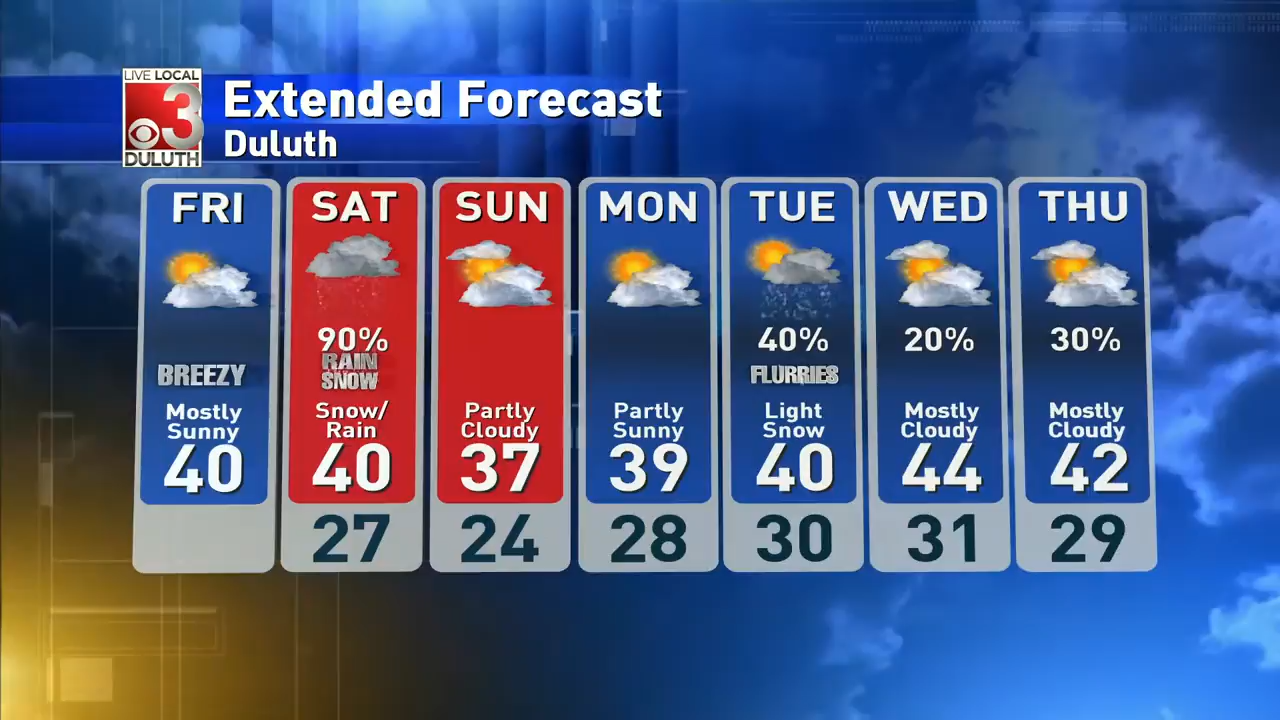 LIVE LOCAL
3
DULUTH
Extended Forecast
Duluth
FRI
BREEZY
Mostly
Sunny
40
SAT
90%
RAIN
SNOW
Snow/
Rain
40
27
SUN
Partly
Cloudy
37
24
MON
Partly
Sunny
39
28
TUE
40%
FLURRIES
Light
Snow
40
30
WED
20%
Mostly
Cloudy
44
31
THU
30%
Mostly
Cloudy
42
29